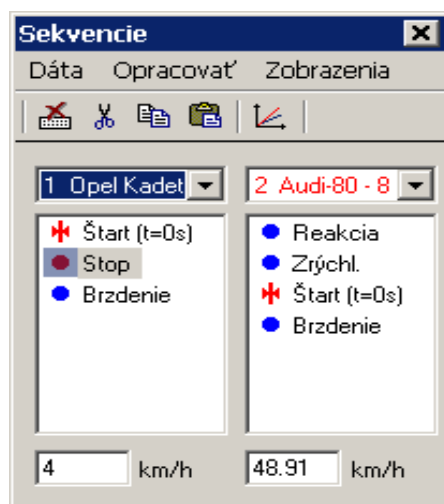 Sekvencie
Dáta Opracovať Zobrazenia
1 Opel Kadet
2 Audi-80 - 8
Štart (t=0s)
Stop
Brzdenie
Reakcia
Zrýchl.
Štart (t=0s)
Brzdenie
4 km/h
48.91 km/h